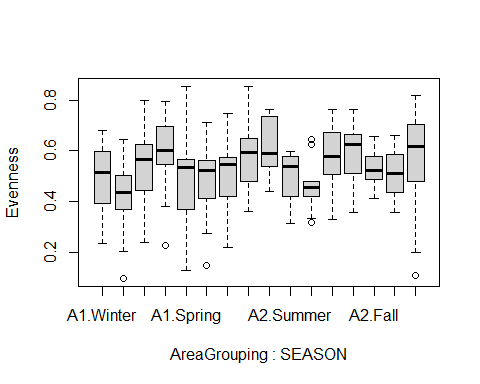 Evenness
0.8
0.6
0.4
0.2
A1.Winter A1.Spring A2.Summer A2.Fall
AreaGrouping : SEASON